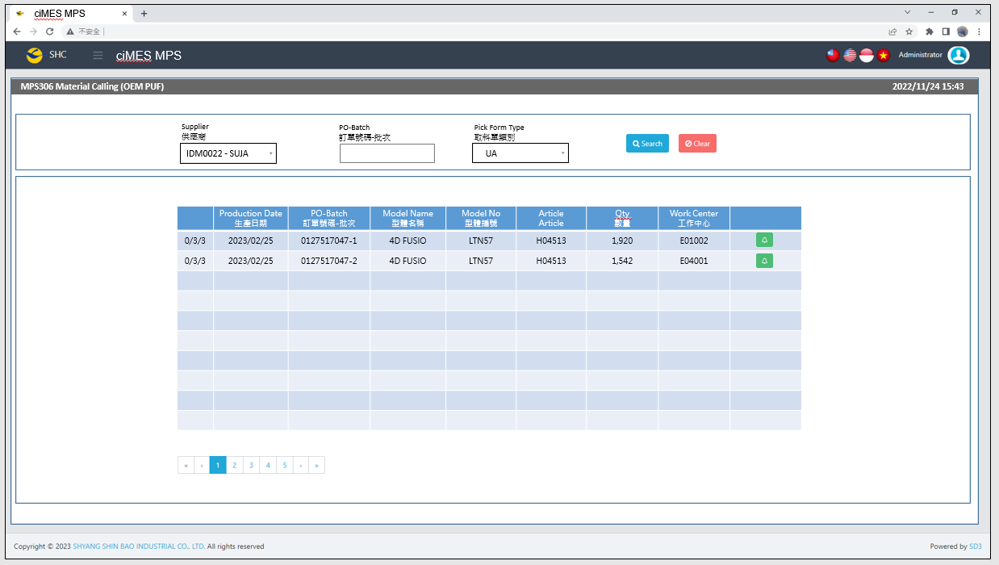 ciMES MPS
不安全
SHC
ciMES MPS
Administrator
MPS306 Material Calling (OEM PUF)
2022/11/24 15:43
Supplier
供應商
IDM0022 - SUJA
PO-Batch
訂單號碼-批次
Pick Form Type
取料單類別
UA
Search
Clear
Production Date PO-Batch Model Name Model No Article Qty Work Center
生產日期 訂單號碼-批次 型體名稱 型體編號 Article 數量 工作中心
0/3/3 2023/02/25 0127517047-1 4D FUSIO LTN57 H04513 1,920 E01002
0/3/3 2023/02/25 0127517047-2 4D FUSIO LTN57 H04513 1,542 E04001
« ‹ 1 2 3 4 5 › »
Copyright © 2023 SHYANG SHIN BAO INDUSTRIAL CO., LTD. All rights reserved
Powered by SD3